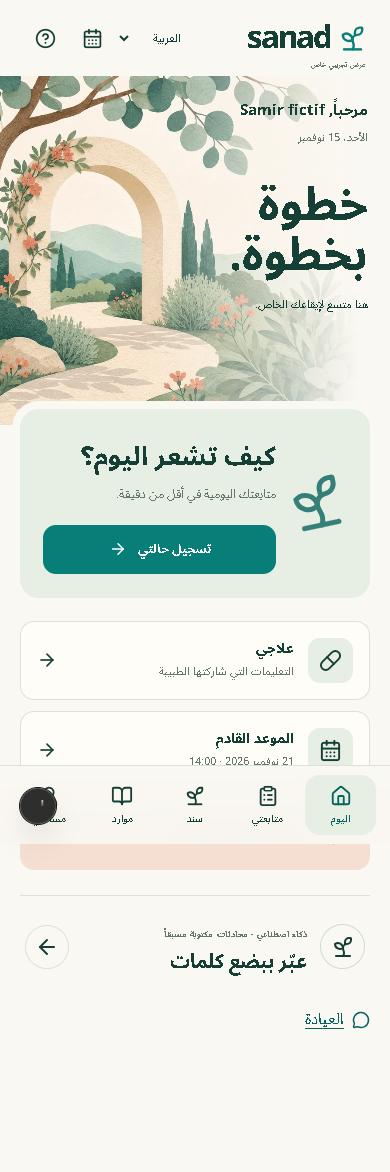 sanad
عرض تجريبي خاص
العربية
مرحباً, Samir fictif
الأحد، 15 نوفمبر
خطوة
بخطوة.
هنا متسع لإيقاعك الخاص.
كيف تشعر اليوم؟
متابعتك اليومية في أقل من دقيقة.
تسجيل حالتي
علاجي
التعليمات التي شاركتها الطبيبة
الموعد القادم
21 نوفمبر 2026 · 14:00
اليوم
متابعتي
سند
موارد
ذكاء اصطناعي - محادثات مكتوبة مسبقاً
عبّر ببضع كلمات
العيادة